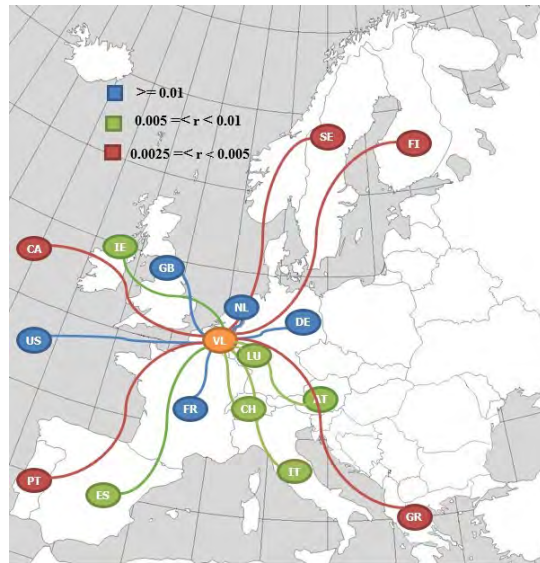 >= 0.01
0.005 =< r < 0.01
0.0025 =< r < 0.005
SE
FI
CA
IE
GB
NL
DE
US
VL
LU
AT
FR
CH
IT
PT
ES
GR